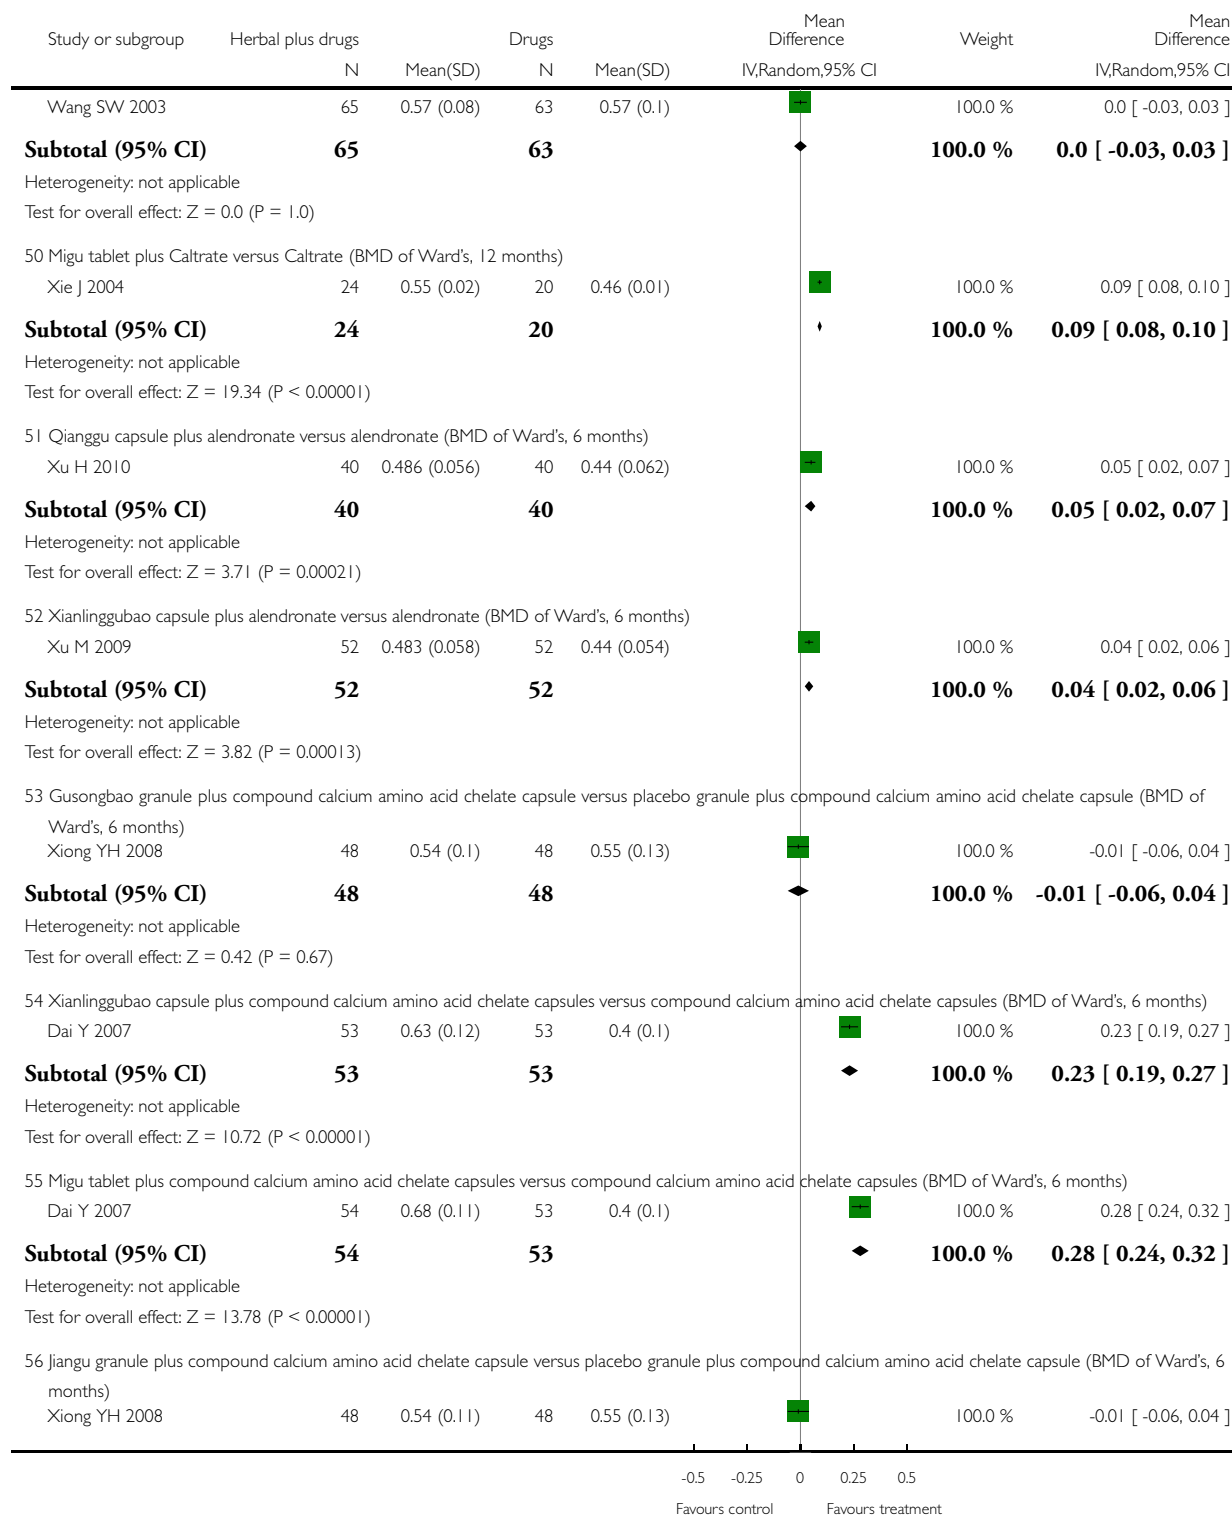 Study or subgroup Herbal plus drugs Drugs Mean Difference Weight Mean Difference
N Mean(SD) N Mean(SD) IV,Random,95% CI IV,Random,95% CI
Wang SW 2003 65 0.57 (0.08) 63 0.57 (0.1) 100.0 % 0.0 [ -0.03, 0.03 ]
Subtotal (95% CI) 65 63 100.0 % 0.0 [ -0.03, 0.03 ]
Heterogeneity: not applicable
Test for overall effect: Z = 0.0 (P = 1.0)
50 Migu tablet plus Caltrate versus Caltrate (BMD of Ward's, 12 months)
Xie J 2004 24 0.55 (0.02) 20 0.46 (0.01) 100.0 % 0.09 [ 0.08, 0.10 ]
Subtotal (95% CI) 24 20 100.0 % 0.09 [ 0.08, 0.10 ]
Heterogeneity: not applicable
Test for overall effect: Z = 19.34 (P < 0.00001)
51 Qianggu capsule plus alendronate versus alendronate (BMD of Ward's, 6 months)
Xu H 2010 40 0.486 (0.056) 40 0.44 (0.062) 100.0 % 0.05 [ 0.02, 0.07 ]
Subtotal (95% CI) 40 40 100.0 % 0.05 [ 0.02, 0.07 ]
Heterogeneity: not applicable
Test for overall effect: Z = 3.71 (P = 0.00021)
52 Xianlinggubao capsule plus alendronate versus alendronate (BMD of Ward's, 6 months)
Xu M 2009 52 0.483 (0.058) 52 0.44 (0.054) 100.0 % 0.04 [ 0.02, 0.06 ]
Subtotal (95% CI) 52 52 100.0 % 0.04 [ 0.02, 0.06 ]
Heterogeneity: not applicable
Test for overall effect: Z = 3.82 (P = 0.00013)
53 Gusongbao granule plus compound calcium amino acid chelate capsule versus placebo granule plus compound calcium amino acid chelate capsule (BMD of
Ward's, 6 months)
Xiong YH 2008 48 0.54 (0.1) 48 0.55 (0.13) 100.0 % -0.01 [ -0.06, 0.04 ]
Subtotal (95% CI) 48 48 100.0 % -0.01 [ -0.06, 0.04 ]
Heterogeneity: not applicable
Test for overall effect: Z = 0.42 (P = 0.67)
54 Xianlinggubao capsule plus compound calcium amino acid chelate capsules versus compound calcium amino acid chelate capsules (BMD of Ward's, 6 months)
Dai Y 2007 53 0.63 (0.12) 53 0.4 (0.1) 100.0 % 0.23 [ 0.19, 0.27 ]
Subtotal (95% CI) 53 53 100.0 % 0.23 [ 0.19, 0.27 ]
Heterogeneity: not applicable
Test for overall effect: Z = 10.72 (P < 0.00001)
55 Migu tablet plus compound calcium amino acid chelate capsules versus compound calcium amino acid chelate capsules (BMD of Ward's, 6 months)
Dai Y 2007 54 0.68 (0.11) 53 0.4 (0.1) 100.0 % 0.28 [ 0.24, 0.32 ]
Subtotal (95% CI) 54 53 100.0 % 0.28 [ 0.24, 0.32 ]
Heterogeneity: not applicable
Test for overall effect: Z = 13.78 (P < 0.00001)
56 Jiangu granule plus compound calcium amino acid chelate capsule versus placebo granule plus compound calcium amino acid chelate capsule (BMD of Ward's, 6
months)
Xiong YH 2008 48 0.54 (0.11) 48 0.55 (0.13) 100.0 % -0.01 [ -0.06, 0.04 ]
-0.5 -0.25 0 0.25 0.5
Favours control Favours treatment